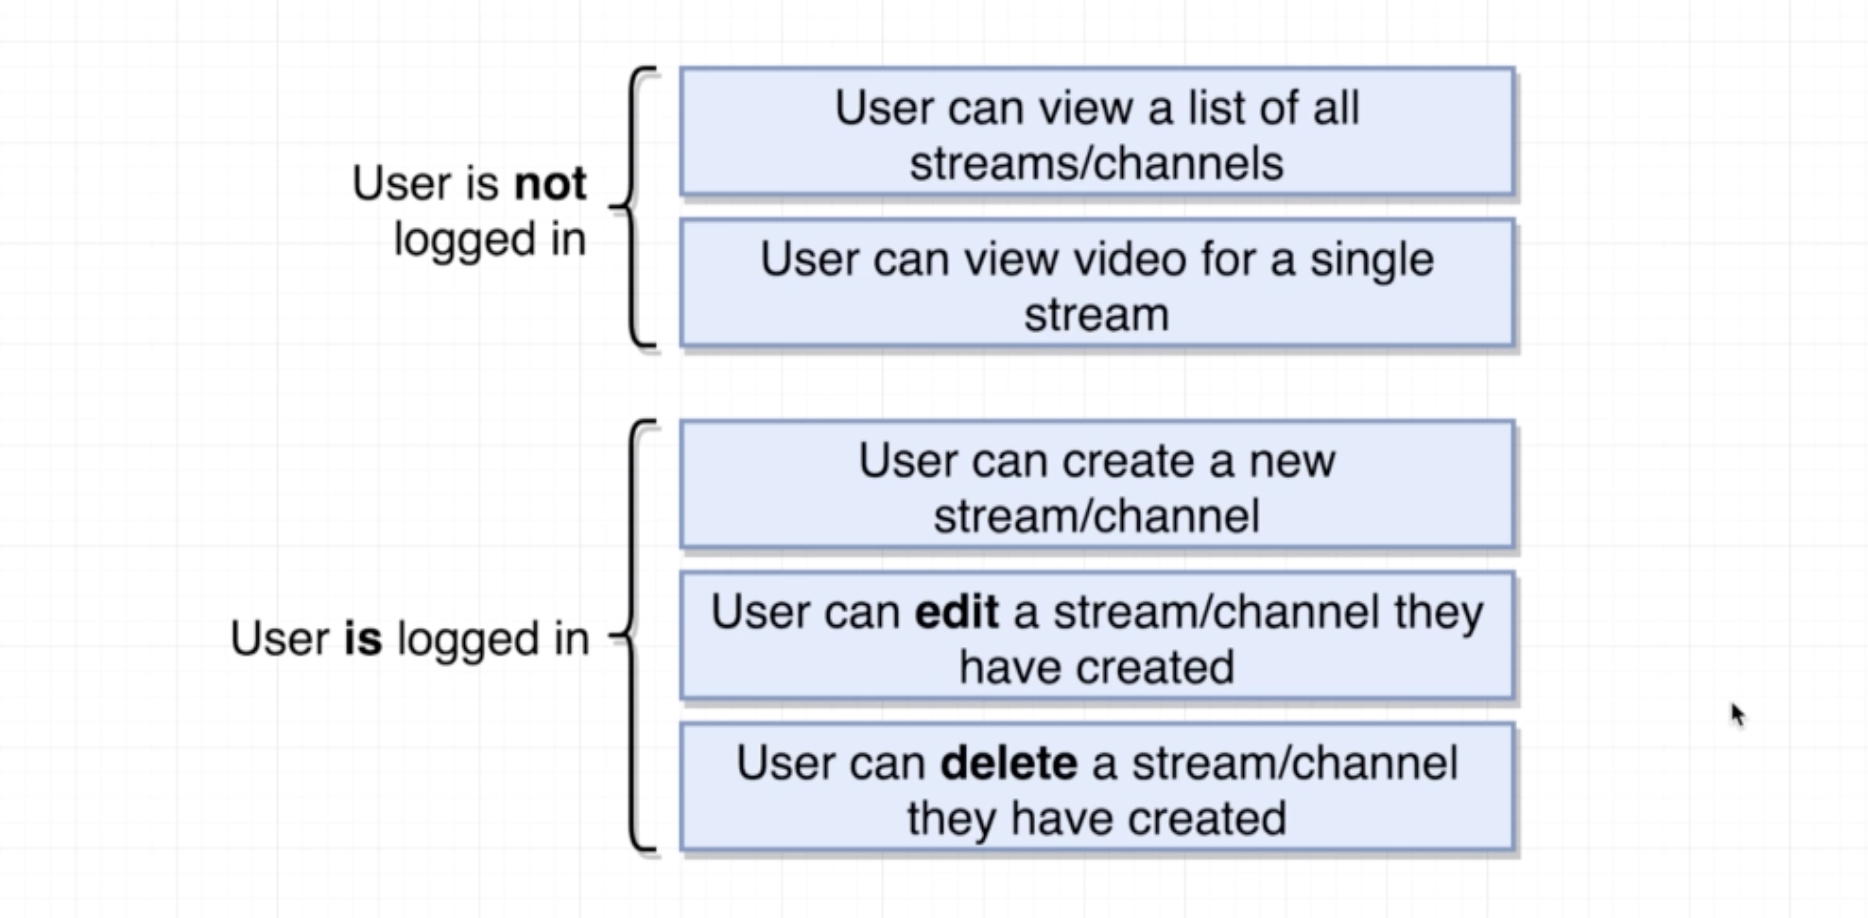 User is not
logged in
User can view a list of all
streams/channels
User can view video for a single
stream
User is logged in
User can create a new
stream/channel
User can edit a stream/channel they
have created
User can delete a stream/channel
they have created